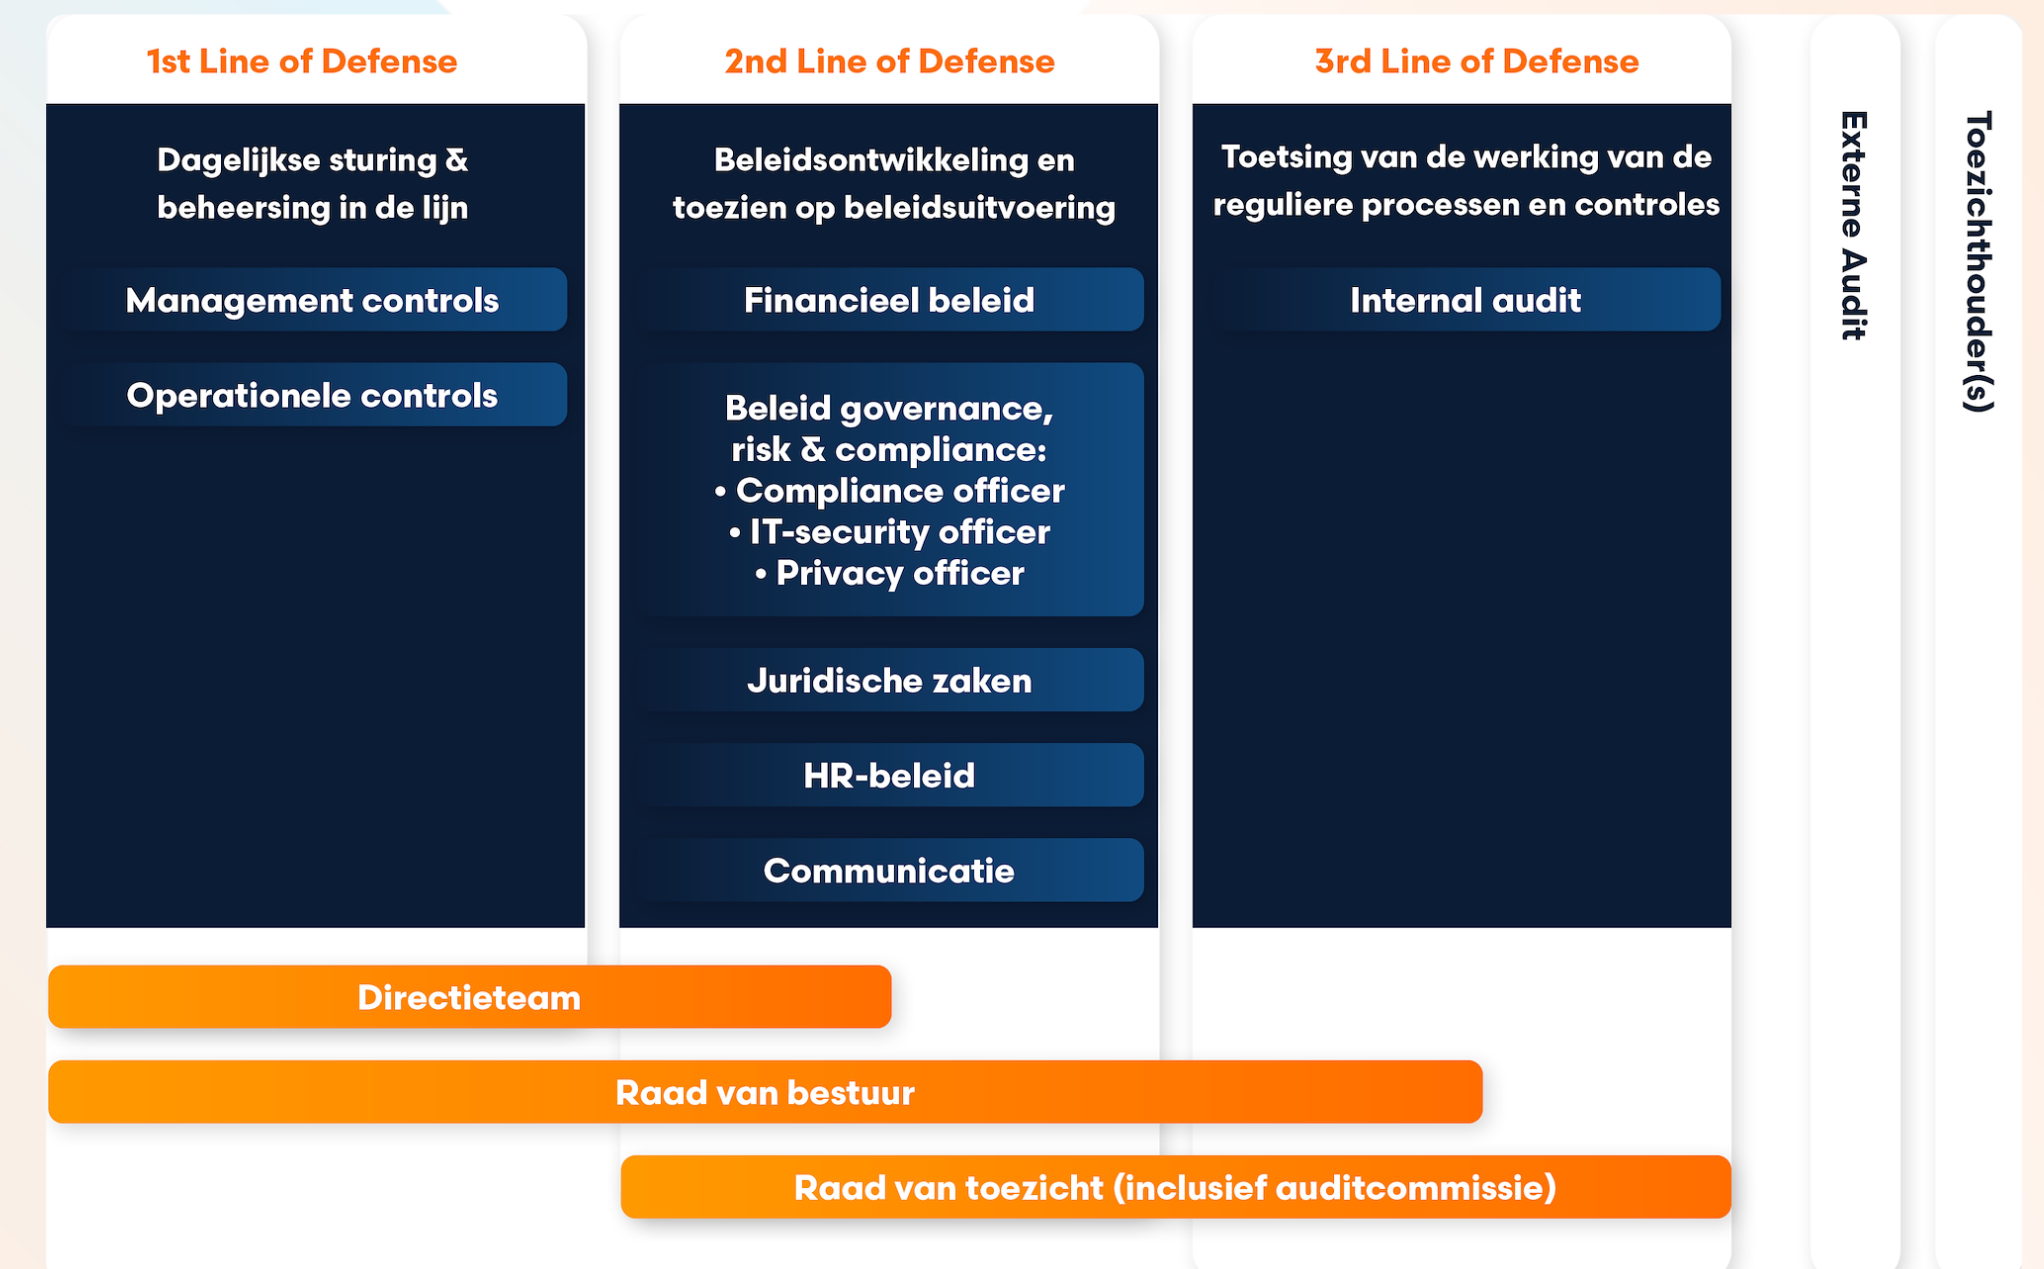 1st Line of Defense
Dagelijkse sturing &
beheersing in de lijn
Management controls
Operationele controls
2nd Line of Defense
Beleidsontwikkeling en
toezien op beleidsuitvoering
Financieel beleid
Beleid governance,
risk & compliance:
• Compliance officer
• IT-security officer
• Privacy officer
Juridische zaken
HR-beleid
Communicatie
3rd Line of Defense
Toetsing van de werking van de
reguliere processen en controles
Internal audit
Externe Audit
Toezichthouder(s)
Directieteam
Raad van bestuur
Raad van toezicht (inclusief auditcommissie)